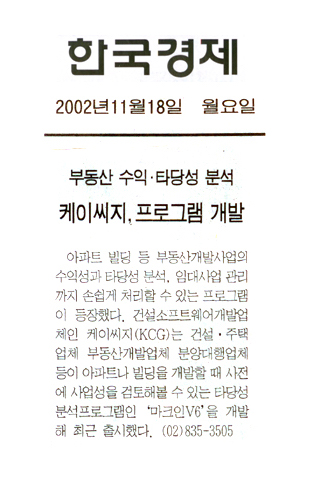 한국경제
2002년11월18일 월요일
부동산 수익·타당성 분석
케이씨지, 프로그램 개발
아파트 빌딩 등 부동산개발사업의
수익성과 타당성 분석, 임대사업 관리
까지 손쉽게 처리할 수 있는 프로그램
이 등장했다. 건설소프트웨어개발업
체인 케이씨지(KCG)는 건설·주택
업체 부동산개발업체 분양대행업체
등이 아파트나 빌딩을 개발할 때 사전
에 사업성을 검토해볼 수 있는 타당성
분석프로그램인 '마크인V6'을 개발
해 최근 출시했다. (02)835-3505